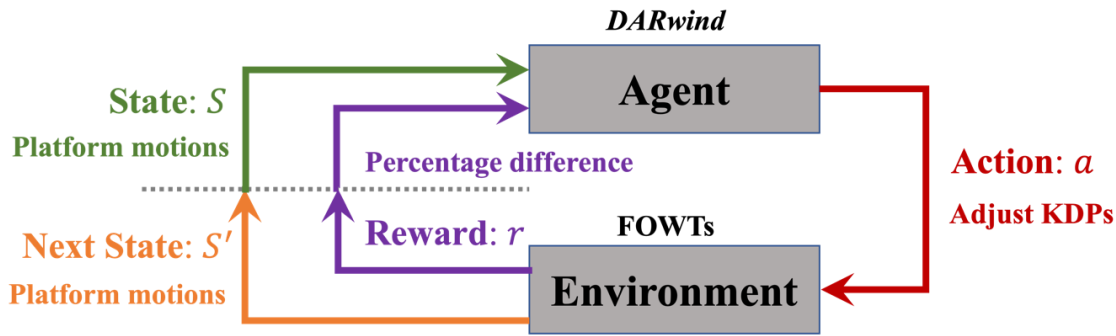 DARwind
Agent
State: S
Platform motions
Percentage difference
Action: a
Adjust KDPs
Next State: S′
Platform motions
Reward: r
FOWTs
Environment